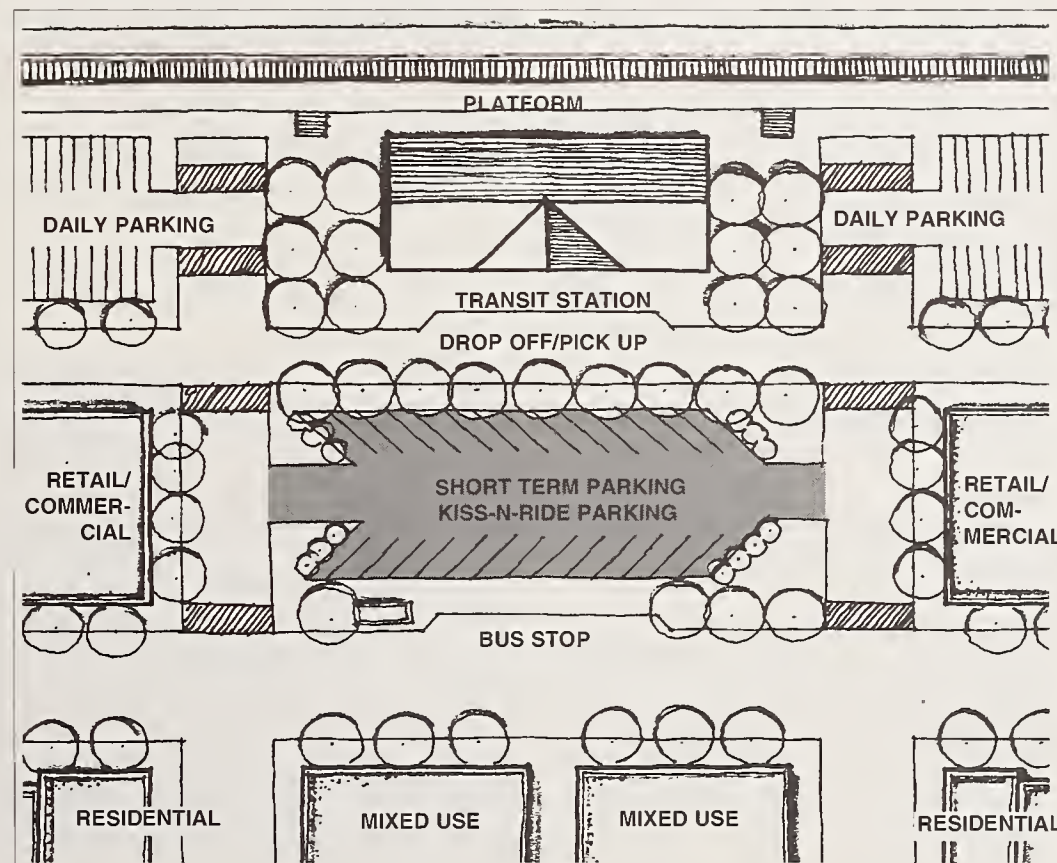 PLATFORM
DAILY PARKING
DAILY PARKING
TRANSIT STATION
DROP OFF/PICK UP
RETAIL/
COMMER-
CIAL
SHORT TERM PARKING
KISS-N-RIDE PARKING
RETAIL/
COM-
MERCIAL
BUS STOP
RESIDENTIAL
MIXED USE
MIXED USE
RESIDENTIAL